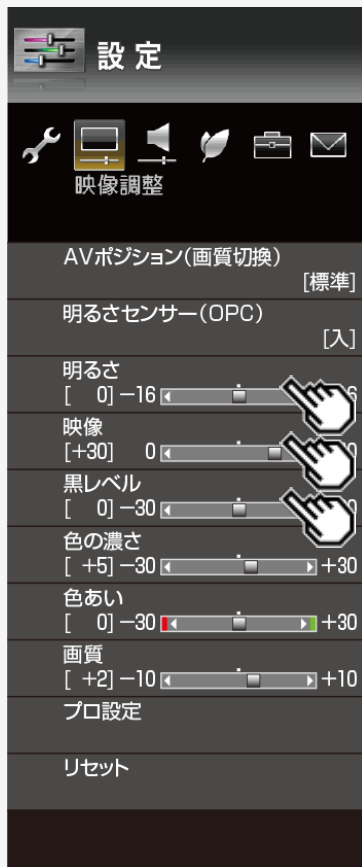 設定
映像調整
AVポジション(画質切換)
[標準]
明るさセンサー(OPC)
[入]
明るさ
[ 0] −16
映像
[+30] 0
黒レベル
[ 0] −30
色の濃さ
[ +5] −30 +30
色あい
[ 0] −30 +30
画質
[ +2] −10 +10
プロ設定
リセット